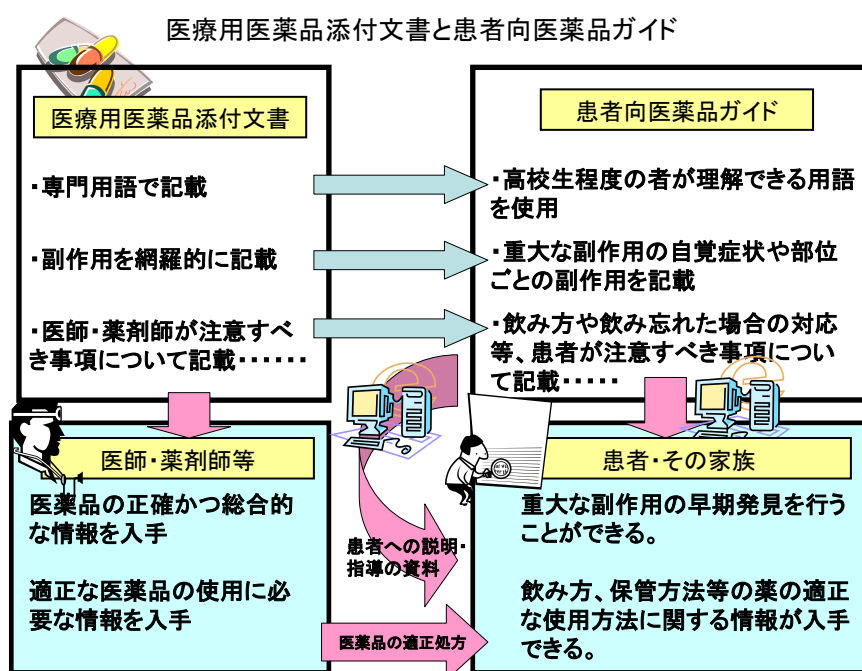 医療用医薬品添付文書と患者向医薬品ガイド
医療用医薬品添付文書
・専門用語で記載
・副作用を網羅的に記載
・医師・薬剤師が注意すべ
き事項について記載・・・・・・
患者向医薬品ガイド
・高校生程度の者が理解できる用語
を使用
・重大な副作用の自覚症状や部位
ごとの副作用を記載
・飲み方や飲み忘れた場合の対応
等、患者が注意すべき事項につい
て記載・・・・・
医師・薬剤師等
医薬品の正確かつ総合的
な情報を入手
適正な医薬品の使用に必
要な情報を入手
患者への説明・
指導の資料
医薬品の適正処方
患者・その家族
重大な副作用の早期発見を行う
ことができる。
飲み方、保管方法等の薬の適正
な使用方法に関する情報が入手
できる。